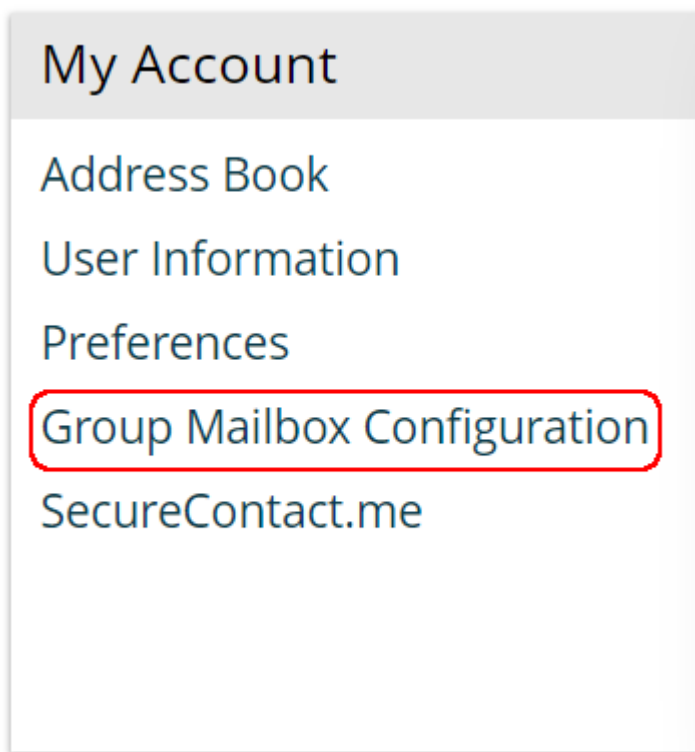 My Account
Address Book
User Information
Preferences
Group Mailbox Configuration
SecureContact.me